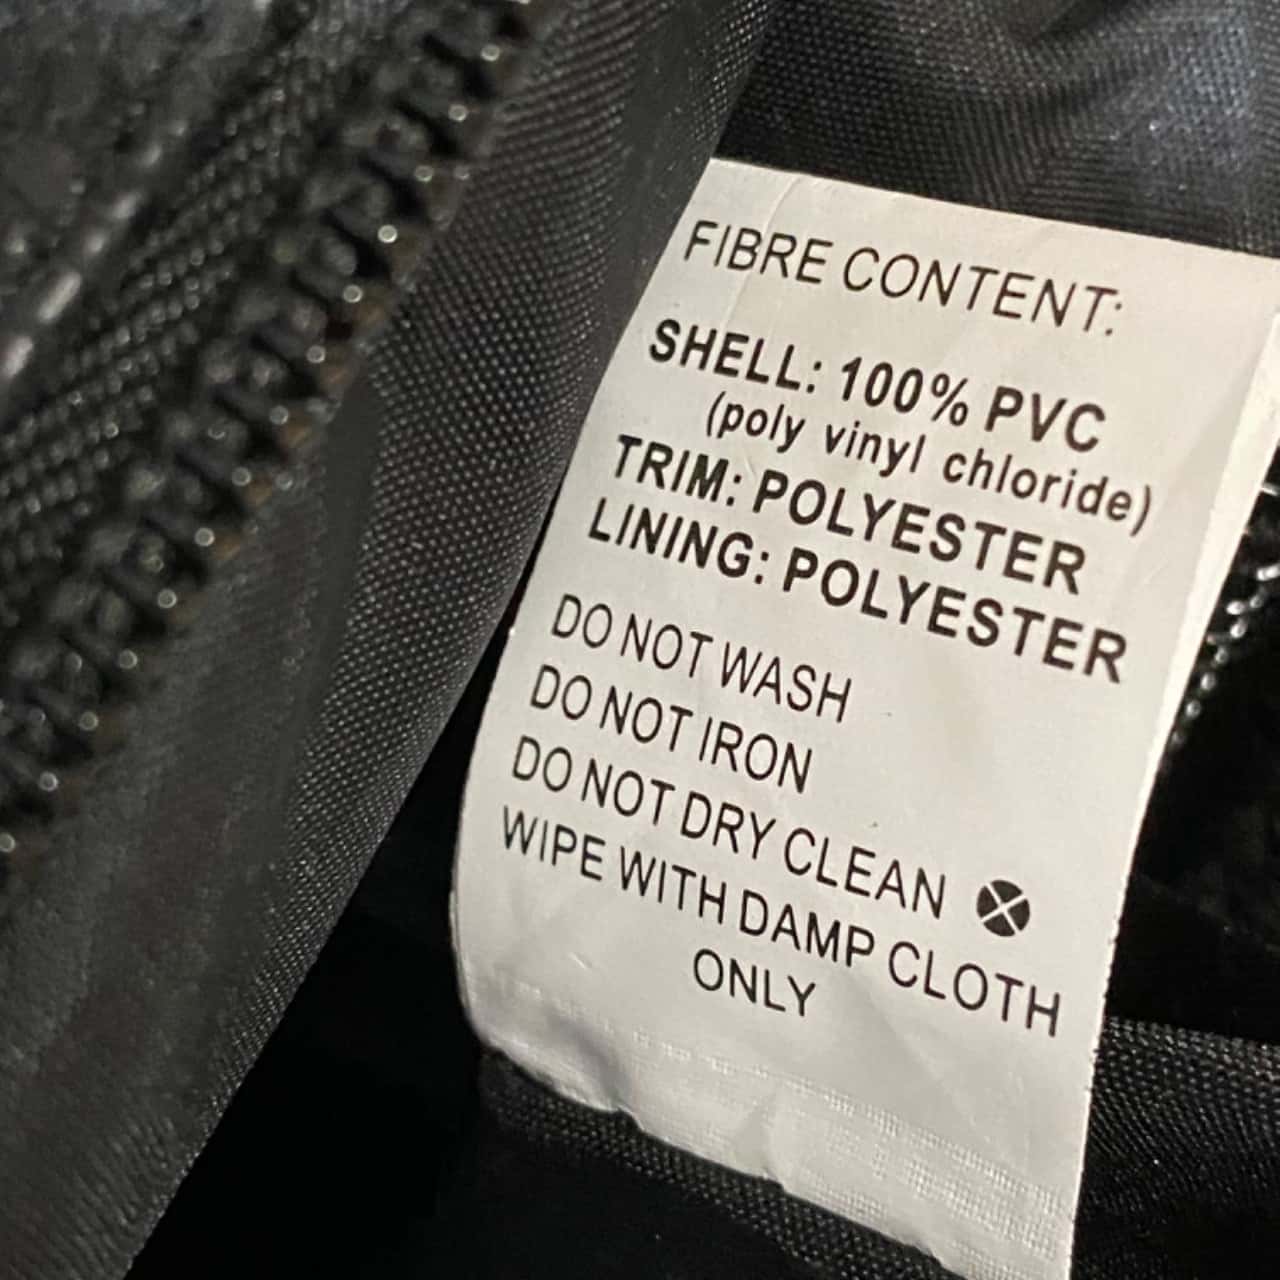 FIBRE CONTENT:
SHELL: 100% PVC
(poly vinyl chloride)
TRIM: POLYESTER
LINING: POLYESTER
DO NOT WASH
DO NOT IRON
DO NOT DRY CLEAN
WIPE WITH DAMP CLOTH
ONLY